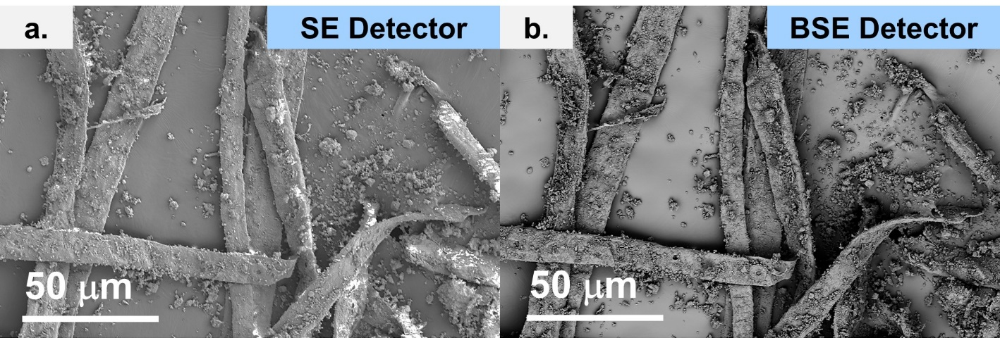 a.
SE Detector
b.
BSE Detector
50 μm
50 μm